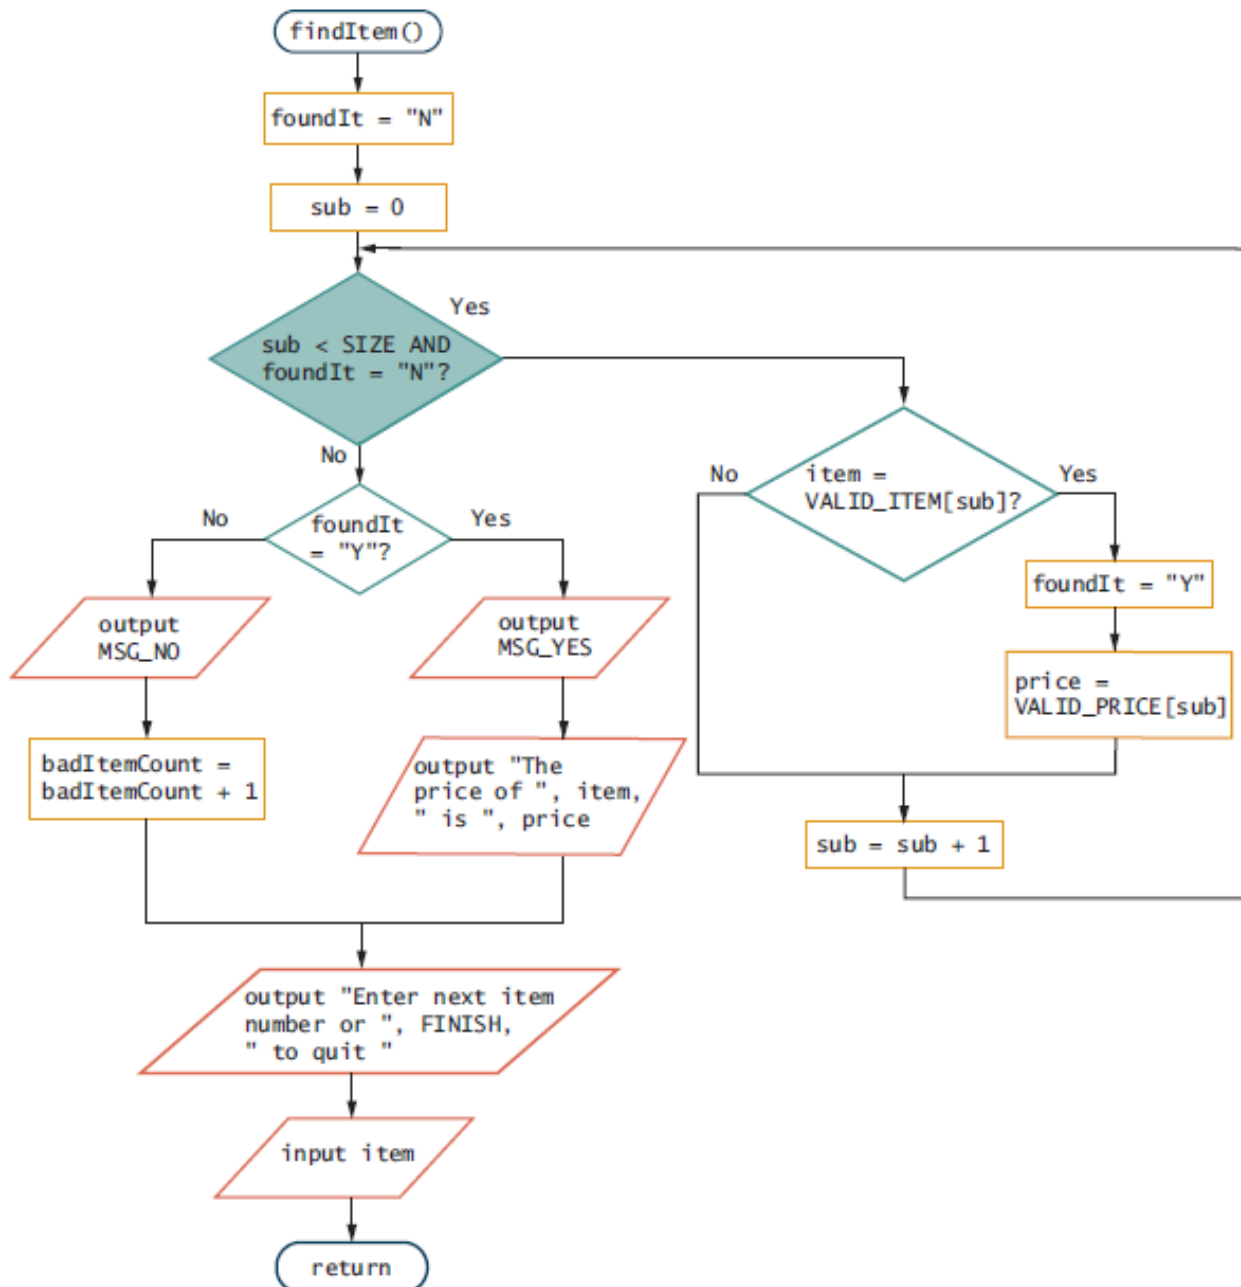 findItem()
foundIt = "N"
sub = 0
Yes
sub < SIZE AND
foundIt = "N"?
No
No
item =
VALID_ITEM[sub]?
Yes
No
foundIt
= "Y"?
Yes
foundIt = "Y"
output
MSG_NO
output
MSG_YES
price =
VALID_PRICE[sub]
badItemCount =
badItemCount + 1
output "The
price of ", item,
" is ", price
sub = sub + 1
output "Enter next item
number or ", FINISH,
" to quit "
input item
return